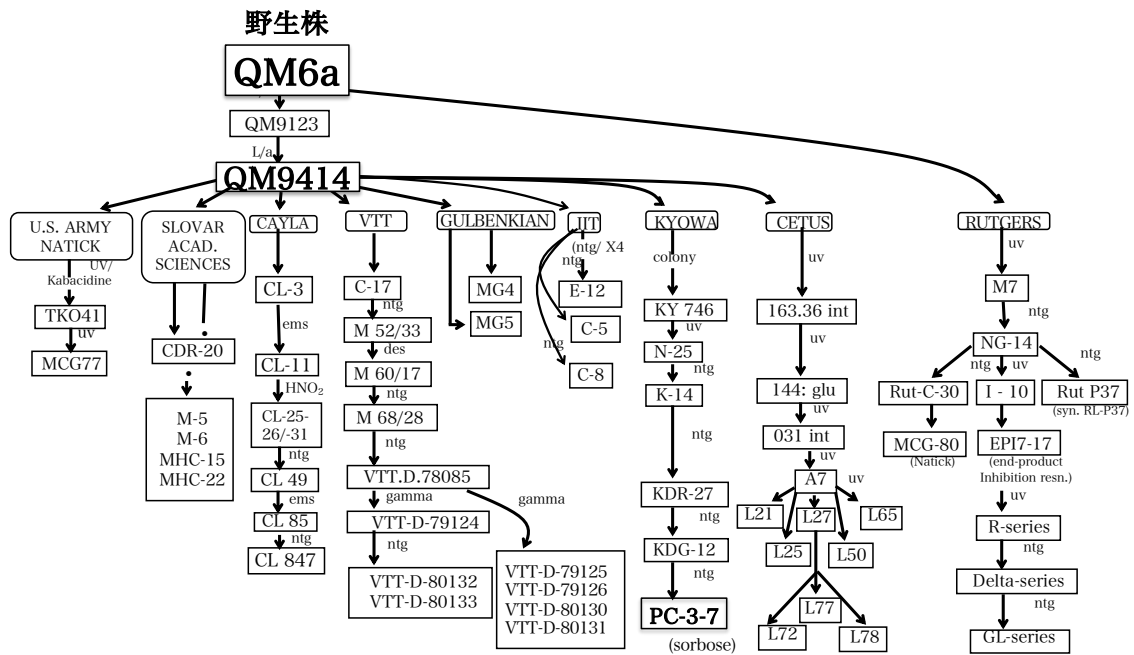 野生株
QM6a
QM9123
L/a
QM9414
U.S. ARMY
NATICK
UV/
Kabacidine
TKO41
uv
MCG77
SLOVAR
ACAD.
SCIENCES
CDR-20
M-5
M-6
MHC-15
MHC-22
CAYLA
CL-3
ems
CL-11
HNO₂
CL-25-
26/-31
ntg
CL 49
ems
CL 85
ntg
CL 847
VTT
C-17
ntg
M 52/33
des
M 60/17
ntg
M 68/28
ntg
VTT.D.78085
gamma
VTT-D-79124
ntg
VTT-D-80132
VTT-D-80133
gamma
VTT-D-79125
VTT-D-79126
VTT-D-80130
VTT-D-80131
GULBENKIAN
MG4
MG5
IIT
(ntg/ X4
ntg
E-12
C-5
ntg
C-8
KYOWA
colony
KY 746
uv
N-25
ntg
K-14
ntg
KDR-27
ntg
KDG-12
ntg
PC-3-7
(sorbose)
CETUS
uv
163.36 int
uv
144: glu
uv
031 int
uv
A7
uv
L21
L27
L65
L25
L50
L77
L72
L78
RUTGERS
uv
M7
ntg
NG-14
ntg
uv
ntg
Rut-C-30
I - 10
Rut P37
(syn. RL-P37)
MCG-80
(Natick)
EPI7-17
(end-product
Inhibition resn.)
uv
R-series
ntg
Delta-series
ntg
GL-series